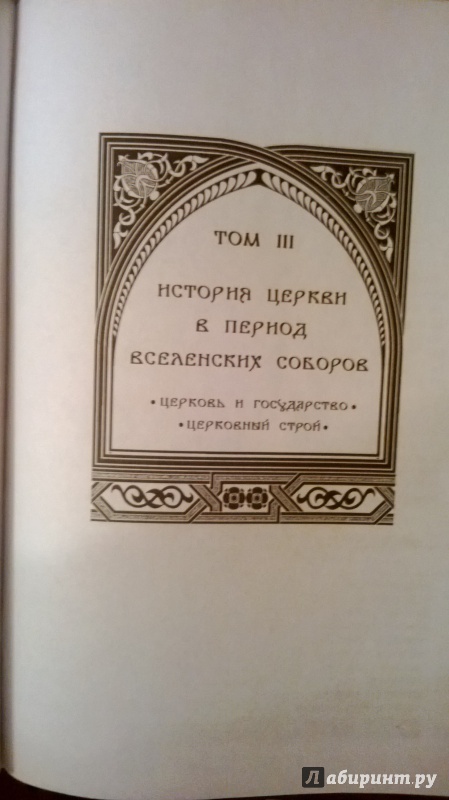 ТОМ III
ИСТОРИЯ ЦЕРКВИ
В ПЕРИОД
ВСЕЛЕНСКИХ СОБОРОВ
• ЦЕРКОВЬ И ГОСУДАРСТВО •
• ЦЕРКОВНЫЙ СТРОЙ •
Лабиринт.ру